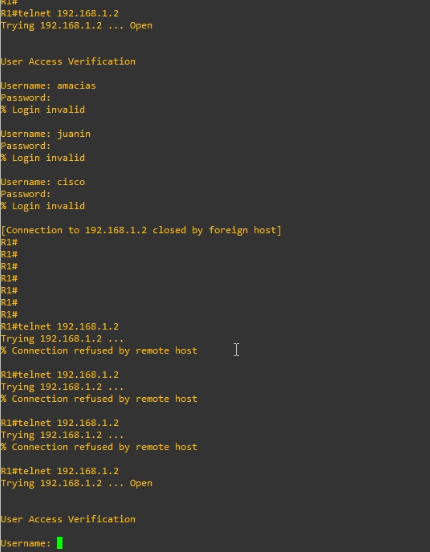 R1#
R1#telnet 192.168.1.2
Trying 192.168.1.2 ... Open
User Access Verification
Username: amacias
Password:
% Login invalid
Username: juanin
Password:
% Login invalid
Username: cisco
Password:
% Login invalid
[Connection to 192.168.1.2 closed by foreign host]
R1#
R1#
R1#
R1#
R1#
R1#
R1#
R1#telnet 192.168.1.2
Trying 192.168.1.2 ...
% Connection refused by remote host
R1#telnet 192.168.1.2
Trying 192.168.1.2 ...
% Connection refused by remote host
R1#telnet 192.168.1.2
Trying 192.168.1.2 ...
% Connection refused by remote host
R1#telnet 192.168.1.2
Trying 192.168.1.2 ... Open
User Access Verification
Username: